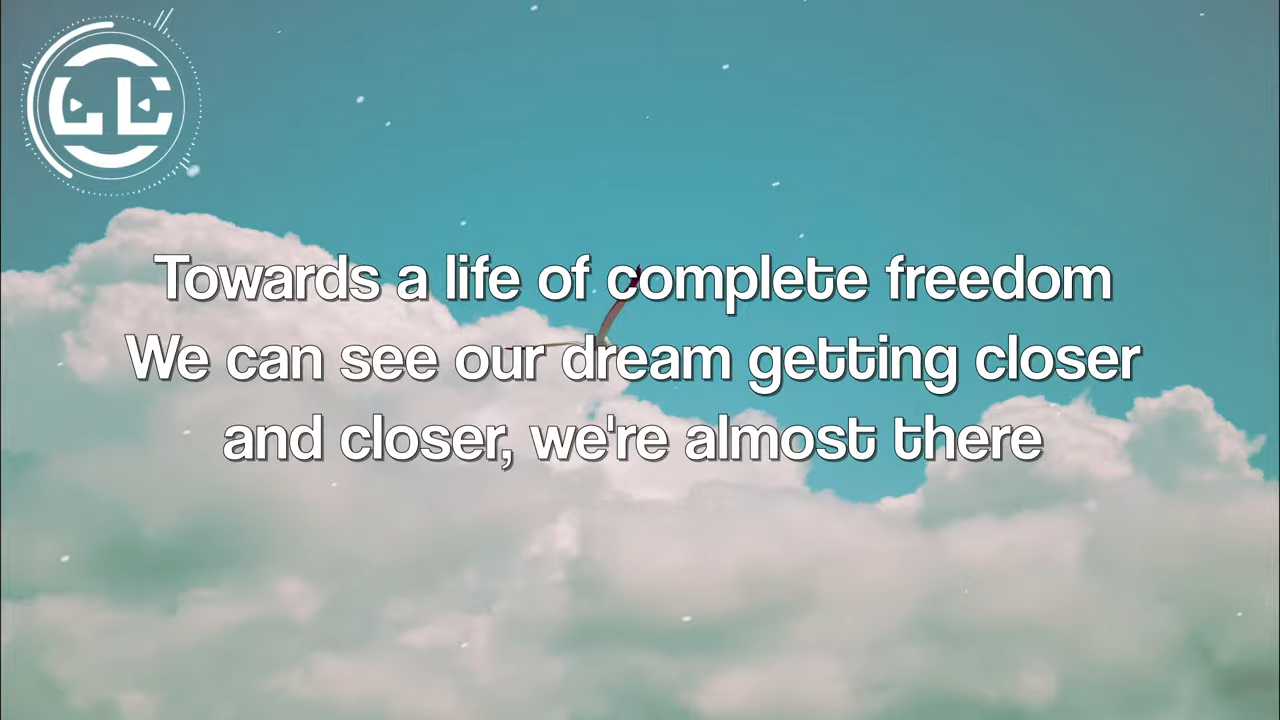 Towards a life of complete freedom
We can see our dream getting closer
and closer, we're almost there